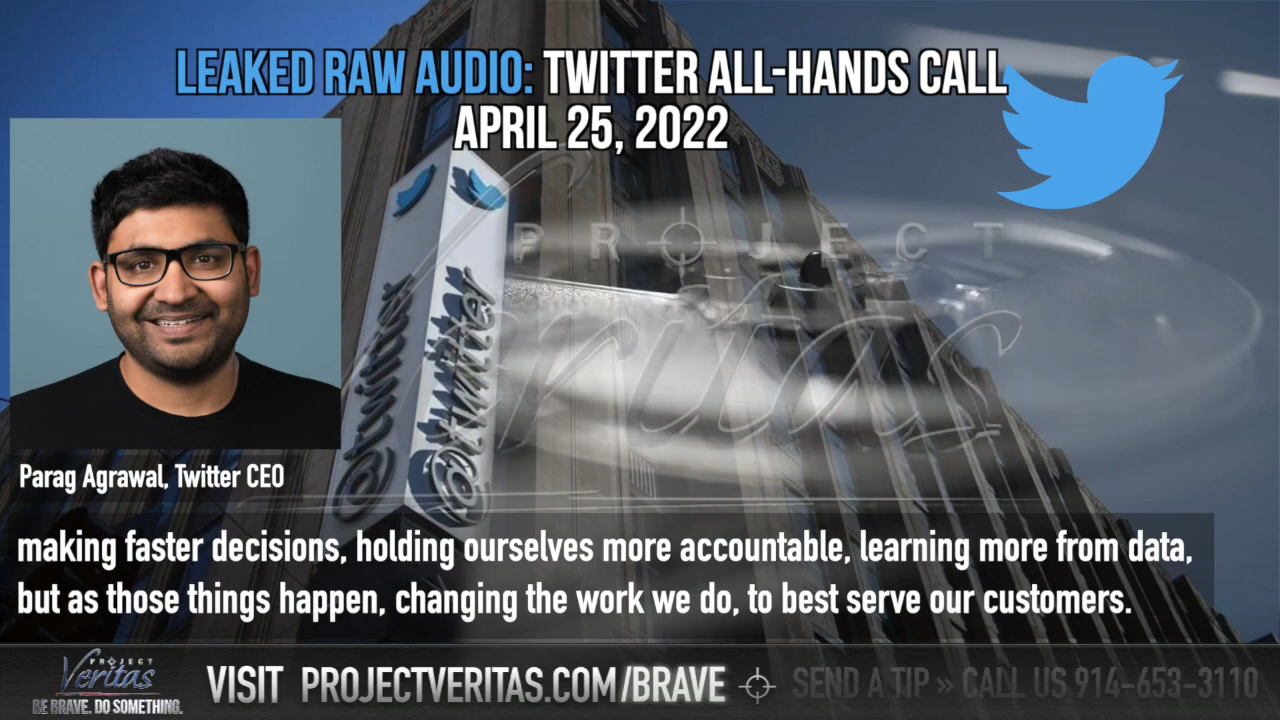 LEAKED RAW AUDIO: TWITTER ALL-HANDS CALL
APRIL 25, 2022
PROJECT
Veritas
@twitter
@twitter
Parag Agrawal, Twitter CEO
making faster decisions, holding ourselves more accountable, learning more from data,
but as those things happen, changing the work we do, to best serve our customers.
PROJECT
Veritas
BE BRAVE. DO SOMETHING.
VISIT PROJECTVERITAS.COM/BRAVE
SEND A TIP » CALL US 914-653-3110